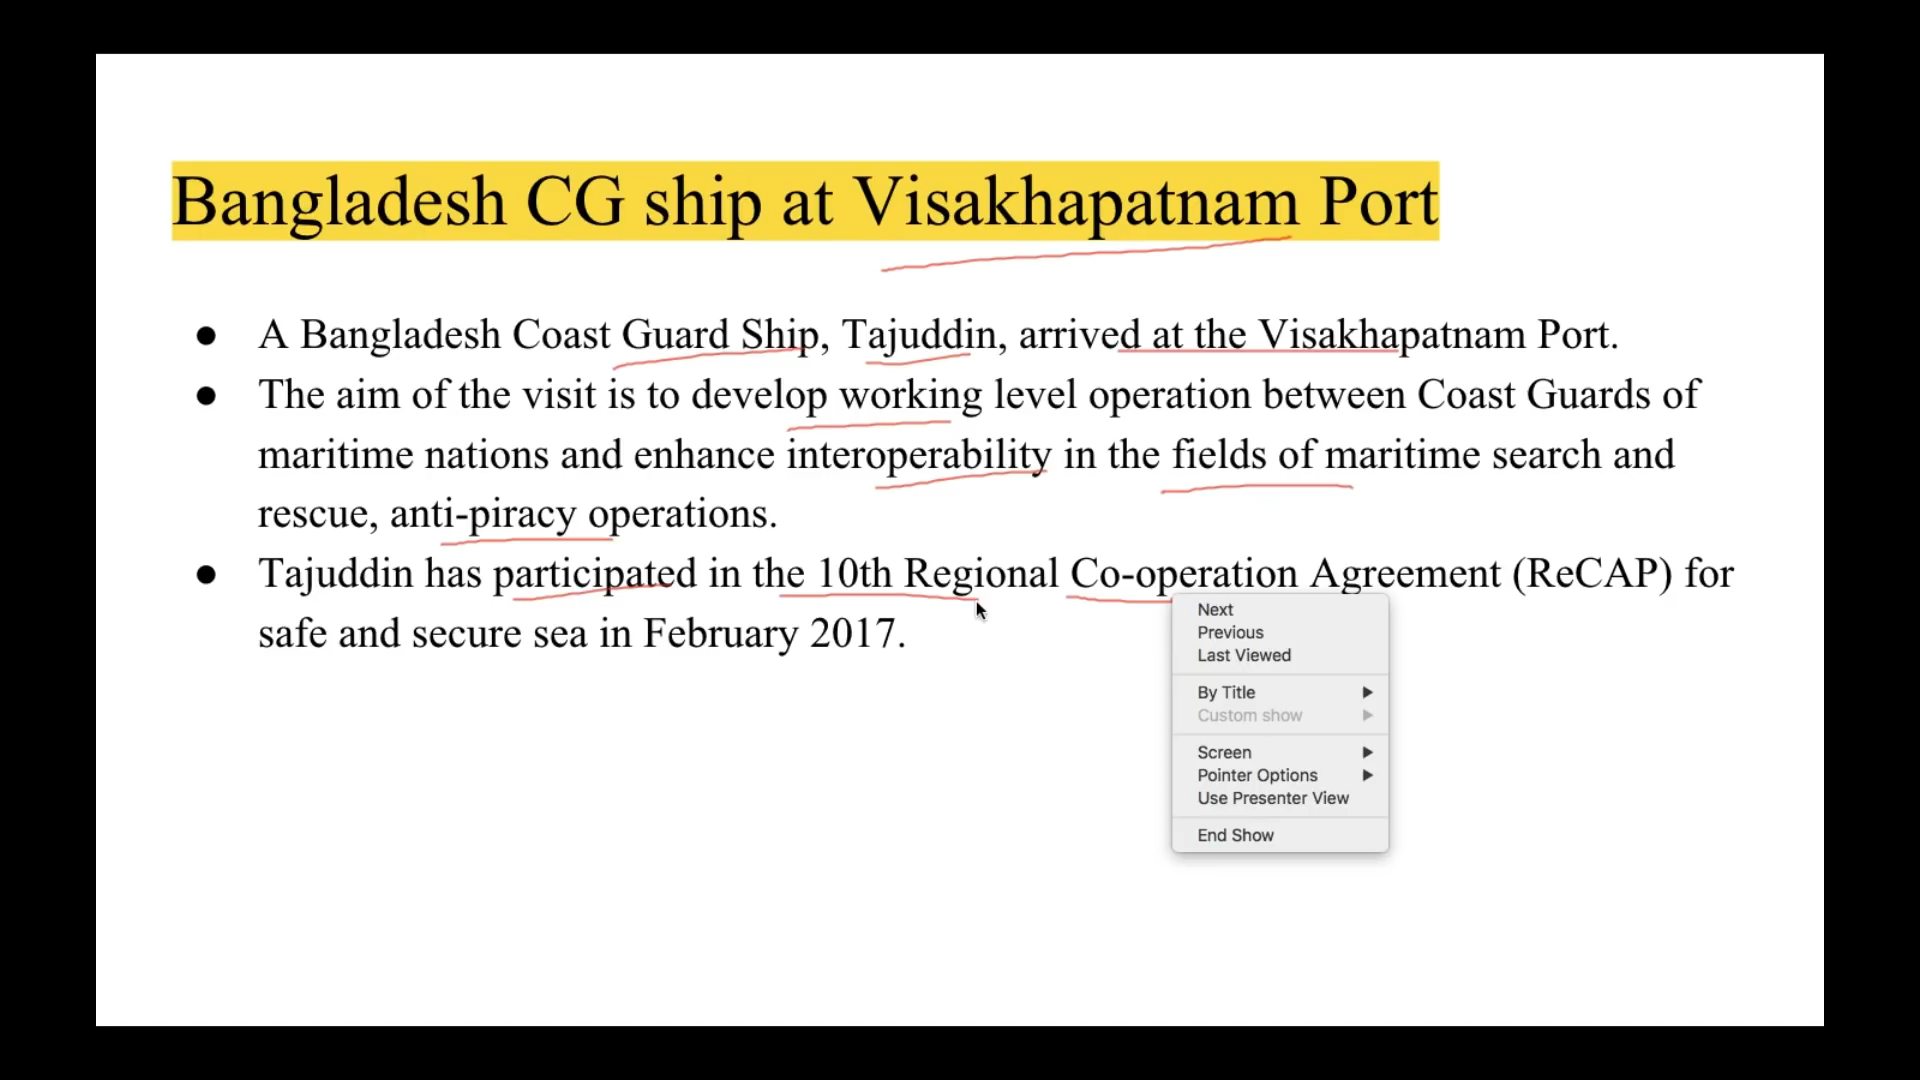 Bangladesh CG ship at Visakhapatnam Port
● A Bangladesh Coast Guard Ship, Tajuddin, arrived at the Visakhapatnam Port.
● The aim of the visit is to develop working level operation between Coast Guards of
maritime nations and enhance interoperability in the fields of maritime search and
rescue, anti-piracy operations.
● Tajuddin has participated in the 10th Regional Co-operation Agreement (ReCAP) for
safe and secure sea in February 2017.
Next
Previous
Last Viewed
By Title
Custom show
Screen
Pointer Options
Use Presenter View
End Show